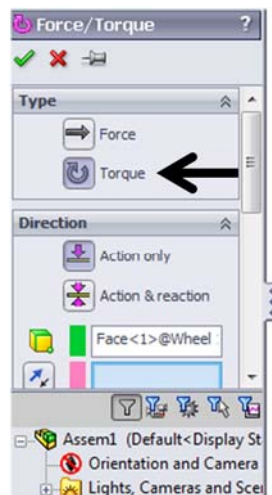 Force/Torque ?
Type
Force
Torque
Direction
Action only
Action & reaction
Face<1>@Wheel
Assem1 (Default<Display St
Orientation and Camera
Lights, Cameras and Scen